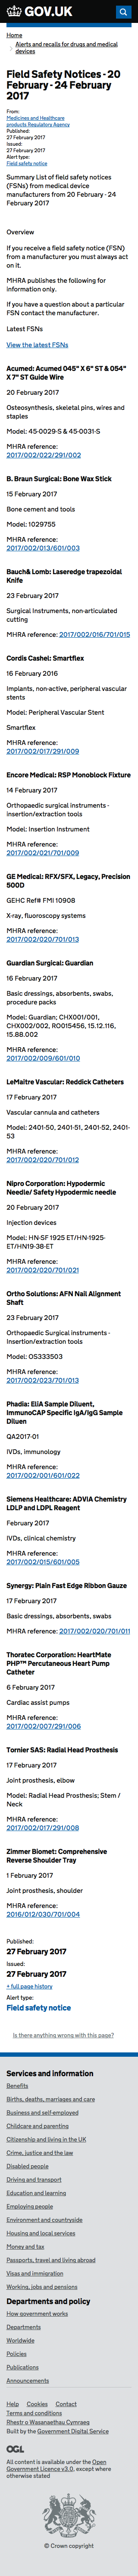 GOV.UK
Home
Alerts and recalls for drugs and medical
devices
Field Safety Notices - 20
February - 24 February
2017
From:
Medicines and Healthcare
products Regulatory Agency
Published:
27 February 2017
Issued:
27 February 2017
Alert type:
Field safety notice
Summary List of field safety notices
(FSNs) from medical device
manufacturers from 20 February - 24
February 2017
Overview
If you receive a field safety notice (FSN)
from a manufacturer you must always act
on it.
MHRA publishes the following for
information only.
If you have a question about a particular
FSN contact the manufacturer.
Latest FSNs
View the latest FSNs
Acumed: Acumed 045" X 6" ST & 054"
X 7" ST Guide Wire
20 February 2017
Osteosynthesis, skeletal pins, wires and
staples
Model: 45-0029-S & 45-0031-S
MHRA reference:
2017/002/022/291/002
B. Braun Surgical: Bone Wax Stick
15 February 2017
Bone cement and tools
Model: 1029755
MHRA reference:
2017/002/013/601/003
Bauch& Lomb: Laseredge trapezoidal
Knife
23 February 2017
Surgical Instruments, non-articulated
cutting
MHRA reference: 2017/002/016/701/015
Cordis Cashel: Smartflex
16 February 2016
Implants, non-active, peripheral vascular
stents
Model: Peripheral Vascular Stent
Smartflex
MHRA reference:
2017/002/017/291/009
Encore Medical: RSP Monoblock Fixture
14 February 2017
Orthopaedic surgical instruments -
insertion/extraction tools
Model: Insertion Instrument
MHRA reference:
2017/002/021/701/009
GE Medical: RFX/SFX, Legacy, Precision
500D
GEHC Ref# FMI 10908
X-ray, fluoroscopy systems
MHRA reference:
2017/002/020/701/013
Guardian Surgical: Guardian
16 February 2017
Basic dressings, absorbents, swabs,
procedure packs
Model: Guardian; CHX001/001,
CHX002/002, RO015456, 15.12.116,
15.88.002
MHRA reference:
2017/002/009/601/010
LeMaitre Vascular: Reddick Catheters
17 February 2017
Vascular cannula and catheters
Model: 2401-50, 2401-51, 2401-52, 2401-
53
MHRA reference:
2017/002/020/701/012
Nipro Corporation: Hypodermic
Needle/ Safety Hypodermic needle
20 February 2017
Injection devices
Model: HN-SF 1925 ET/HN-1925-
ET/HN19-38-ET
MHRA reference:
2017/002/020/701/021
Ortho Solutions: AFN Nail Alignment
Shaft
23 February 2017
Orthopaedic Surgical instruments -
Insertion/extraction tools
Model: OS333503
MHRA reference:
2017/002/023/701/013
Phadia: EliA Sample Diluent,
ImmunoCAP Specific IgA/IgG Sample
Diluen
QA2017-01
IVDs, immunology
MHRA reference:
2017/002/001/601/022
Siemens Healthcare: ADVIA Chemistry
LDLP and LDPL Reagent
February 2017
IVDs, clinical chemistry
MHRA reference:
2017/002/015/601/005
Synergy: Plain Fast Edge Ribbon Gauze
17 February 2017
Basic dressings, absorbents, swabs
MHRA reference: 2017/002/020/701/011
Thoratec Corporation: HeartMate
PHP™ Percutaneous Heart Pump
Catheter
6 February 2017
Cardiac assist pumps
MHRA reference:
2017/002/007/291/006
Tornier SAS: Radial Head Prosthesis
17 February 2017
Joint prosthesis, elbow
Model: Radial Head Prosthesis; Stem /
Neck
MHRA reference:
2017/002/017/291/008
Zimmer Biomet: Comprehensive
Reverse Shoulder Tray
1 February 2017
Joint prosthesis, shoulder
MHRA reference:
2016/012/030/701/004
Published:
27 February 2017
Issued:
27 February 2017
+ full page history
Alert type:
Field safety notice
Is there anything wrong with this page?
Services and information
Benefits
Births, deaths, marriages and care
Business and self-employed
Childcare and parenting
Citizenship and living in the UK
Crime, justice and the law
Disabled people
Driving and transport
Education and learning
Employing people
Environment and countryside
Housing and local services
Money and tax
Passports, travel and living abroad
Visas and immigration
Working, jobs and pensions
Departments and policy
How government works
Departments
Worldwide
Policies
Publications
Announcements
Help Cookies Contact
Terms and conditions
Rhestr o Wasanaethau Cymraeg
Built by the Government Digital Service
OGL
All content is available under the Open
Government Licence v3.0, except where
otherwise stated
© Crown copyright